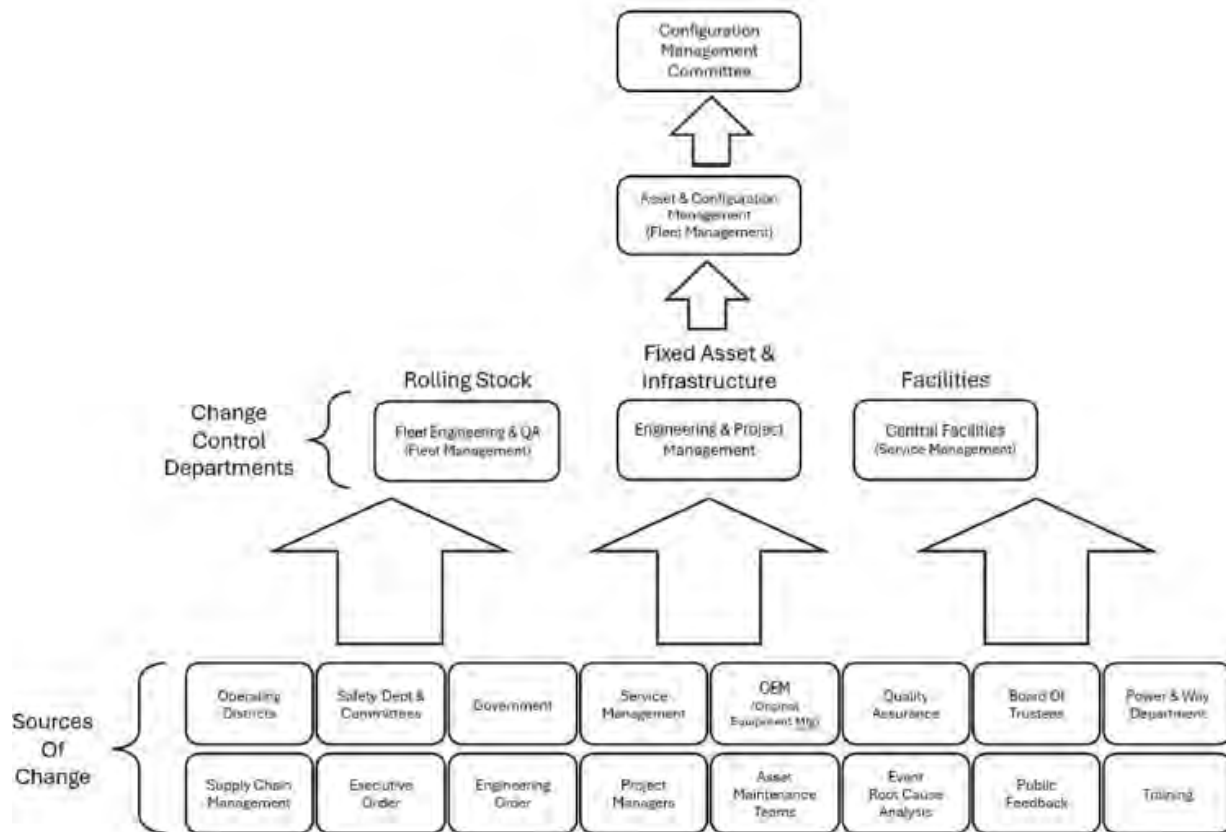 Configuration
Management
Committee
Asset & Configuration
Management
(Fleet Management)
Fixed Asset &
Infrastructure
Rolling Stock
Facilities
Change
Control
Departments
Fleet Engineering & QA
(Fleet Management)
Engineering & Project
Management
Central Facilities
(Service Management)
Sources
Of
Change
Operating
Districts
Safety Dept &
Committees
Government
Service
Management
OEM
(Original
Equipment Mfg)
Quality
Assurance
Board Of
Trustees
Power & Way
Department
Supply Chain
Management
Executive
Order
Engineering
Order
Project
Managers
Asset
Maintenance
Teams
Event
Root Cause
Analysis
Public
Feedback
Training